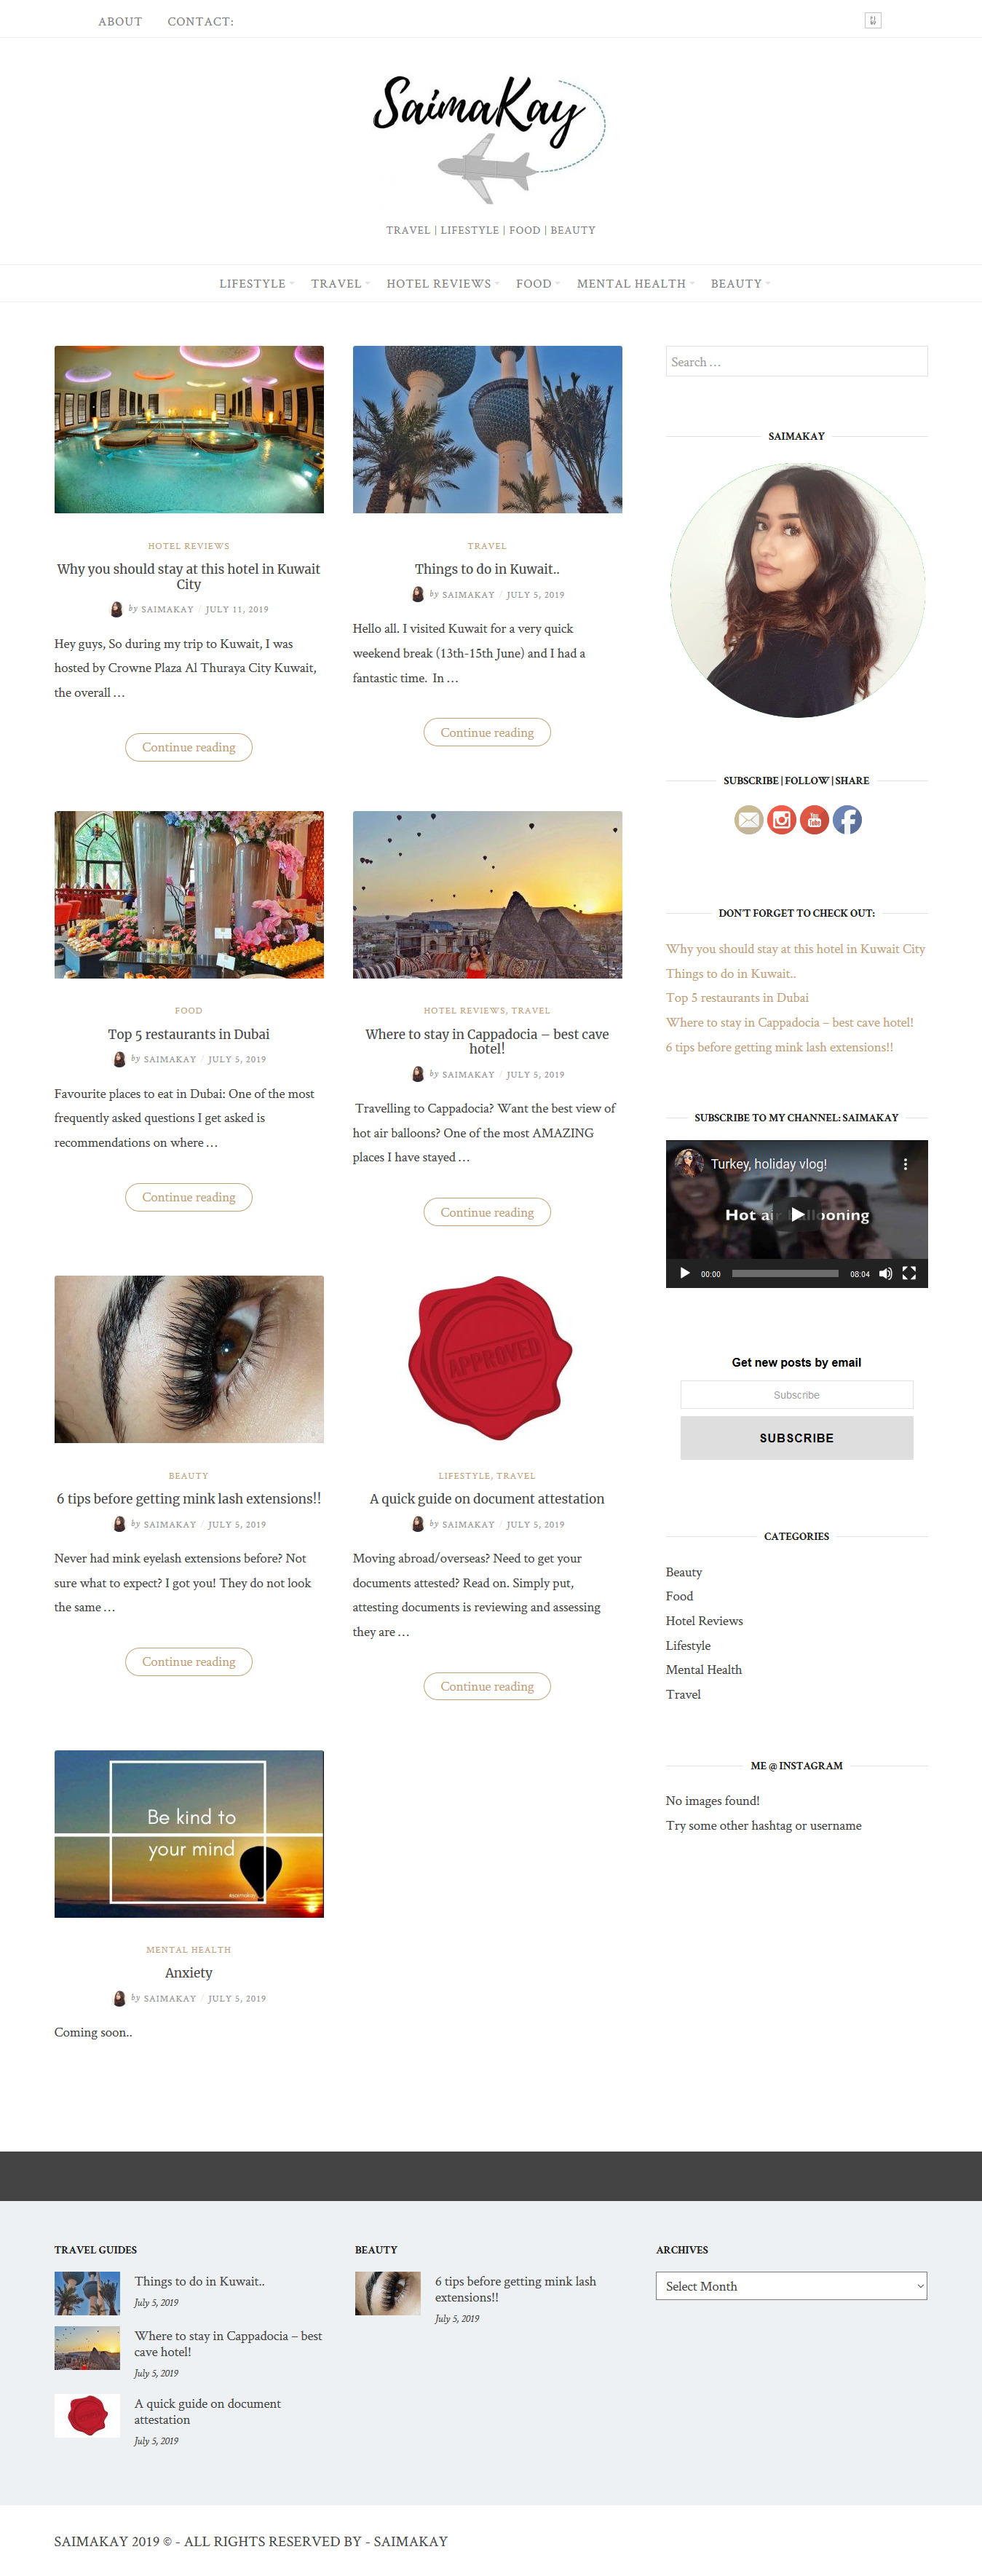 ABOUT CONTACT:
SaimaKay
TRAVEL | LIFESTYLE | FOOD | BEAUTY
LIFESTYLE TRAVEL HOTEL REVIEWS FOOD MENTAL HEALTH BEAUTY
HOTEL REVIEWS
Why you should stay at this hotel in Kuwait
City
by SAIMAKAY / JULY 11, 2019
Hey guys, So during my trip to Kuwait, I was
hosted by Crowne Plaza Al Thuraya City Kuwait,
the overall …
Continue reading
TRAVEL
Things to do in Kuwait..
by SAIMAKAY / JULY 5, 2019
Hello all. I visited Kuwait for a very quick
weekend break (13th-15th June) and I had a
fantastic time. In …
Continue reading
FOOD
Top 5 restaurants in Dubai
by SAIMAKAY / JULY 5, 2019
Favourite places to eat in Dubai: One of the most
frequently asked questions I get asked is
recommendations on where …
Continue reading
HOTEL REVIEWS, TRAVEL
Where to stay in Cappadocia – best cave
hotel!
by SAIMAKAY / JULY 5, 2019
Travelling to Cappadocia? Want the best view of
hot air balloons? One of the most AMAZING
places I have stayed …
Continue reading
BEAUTY
6 tips before getting mink lash extensions!!
by SAIMAKAY / JULY 5, 2019
Never had mink eyelash extensions before? Not
sure what to expect? I got you! They do not look
the same …
Continue reading
APPROVED
LIFESTYLE, TRAVEL
A quick guide on document attestation
by SAIMAKAY / JULY 5, 2019
Moving abroad/overseas? Need to get your
documents attested? Read on. Simply put,
attesting documents is reviewing and assessing
they are …
Continue reading
Be kind to
your mind
MENTAL HEALTH
Anxiety
by SAIMAKAY / JULY 5, 2019
Coming soon..
Search …
SAIMAKAY
SUBSCRIBE | FOLLOW | SHARE
You
Tube
DON'T FORGET TO CHECK OUT:
Why you should stay at this hotel in Kuwait City
Things to do in Kuwait..
Top 5 restaurants in Dubai
Where to stay in Cappadocia – best cave hotel!
6 tips before getting mink lash extensions!!
SUBSCRIBE TO MY CHANNEL: SAIMAKAY
Turkey, holiday vlog!
Hot air ballooning
00:00 08:04
Get new posts by email
Subscribe
SUBSCRIBE
CATEGORIES
Beauty
Food
Hotel Reviews
Lifestyle
Mental Health
Travel
ME @ INSTAGRAM
No images found!
Try some other hashtag or username
TRAVEL GUIDES
Things to do in Kuwait..
July 5, 2019
Where to stay in Cappadocia – best
cave hotel!
July 5, 2019
A quick guide on document
attestation
July 5, 2019
BEAUTY
6 tips before getting mink lash
extensions!!
July 5, 2019
ARCHIVES
Select Month
SAIMAKAY 2019 © - ALL RIGHTS RESERVED BY - SAIMAKAY